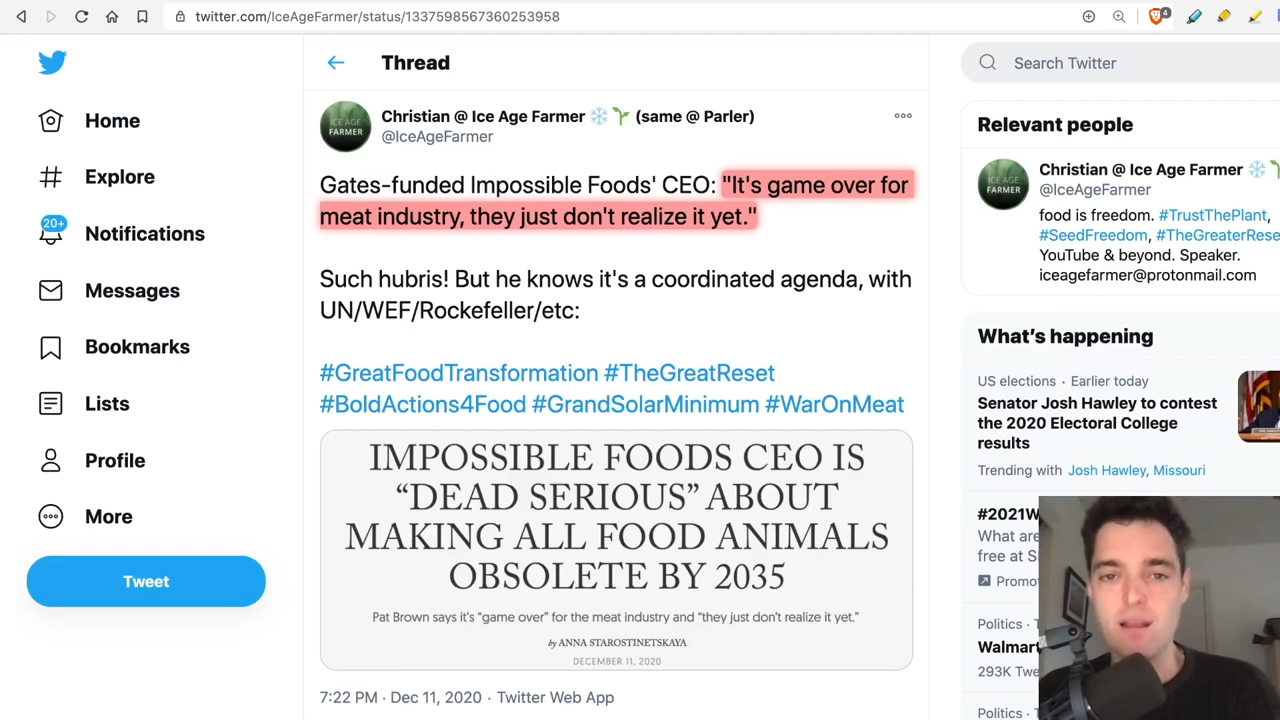 twitter.com/IceAgeFarmer/status/1337598567360253958
4
Home
Explore
20+
Notifications
Messages
Bookmarks
Lists
Profile
More
Tweet
Thread
ICE AGE
FARMER
Christian @ Ice Age Farmer ❄️🌱 (same @ Parler)
@IceAgeFarmer
Gates-funded Impossible Foods' CEO: "It's game over for
meat industry, they just don't realize it yet."
Such hubris! But he knows it's a coordinated agenda, with
UN/WEF/Rockefeller/etc:
#GreatFoodTransformation #TheGreatReset
#BoldActions4Food #GrandSolarMinimum #WarOnMeat
IMPOSSIBLE FOODS CEO IS
“DEAD SERIOUS” ABOUT
MAKING ALL FOOD ANIMALS
OBSOLETE BY 2035
Pat Brown says it’s “game over” for the meat industry and “they just don’t realize it yet.”
by ANNA STAROSTINETSKAYA
DECEMBER 11, 2020
7:22 PM · Dec 11, 2020 · Twitter Web App
Search Twitter
Relevant people
ICE AGE
FARMER
Christian @ Ice Age Farmer ❄️
@IceAgeFarmer
food is freedom. #TrustThePlant,
#SeedFreedom, #TheGreaterRese
YouTube & beyond. Speaker.
iceagefarmer@protonmail.com
What’s happening
US elections · Earlier today
Senator Josh Hawley to contest
the 2020 Electoral College
results
Trending with Josh Hawley, Missouri
#2021W
What are
free at S
Promo
Politics · T
Walmar
293K Twe
Politics ·